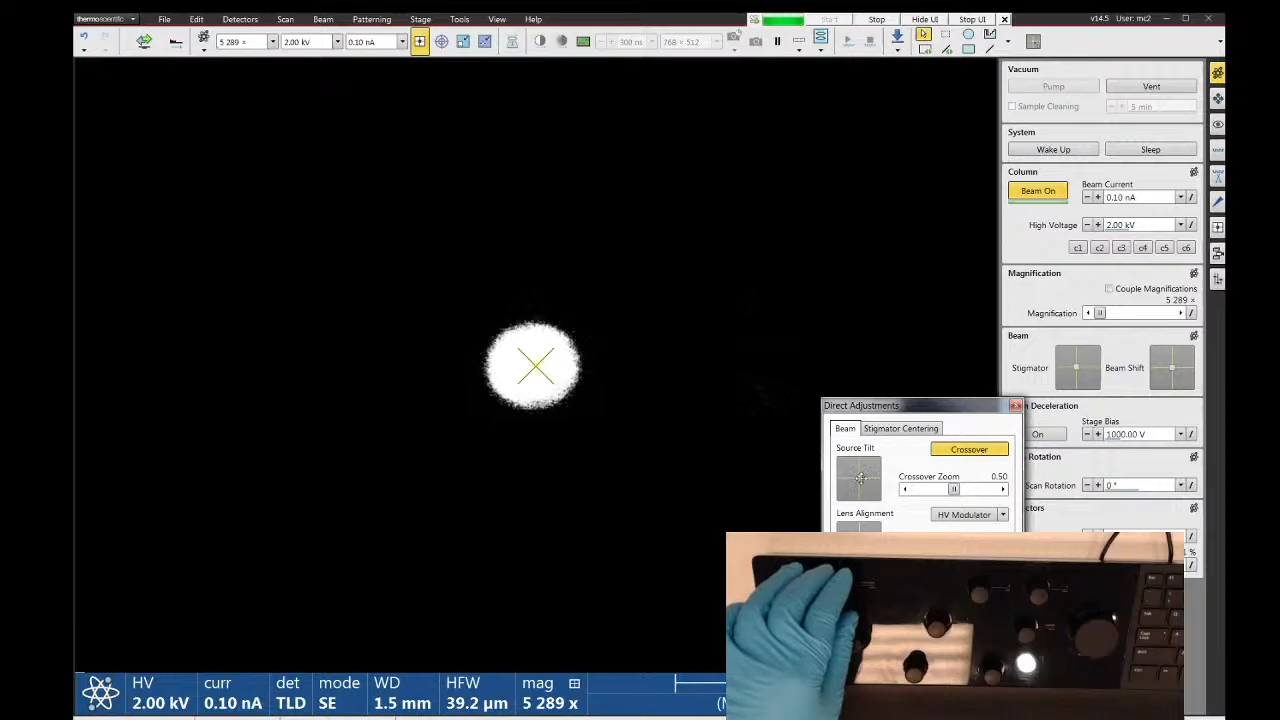 thermoscientific File Edit Detectors Scan Beam Patterning Stage Tools Window Help Start Stop Hide UI Stop UI v14.5 User: mc2
5 289 × 2.00 kV 0.10 nA 300 ns 768 × 512
Vacuum
Pump Vent
Sample Cleaning 5 min
System
Wake Up Sleep
Column
Beam On
Beam Current
0.10 nA
High Voltage 2.00 kV
c1 c2 c3 c4 c5 c6
Magnification
Couple Magnifications
5 289 ×
Magnification
Beam
Stigmator Beam Shift
Deceleration
On
Stage Bias
1000.00 V
Rotation
Scan Rotation 0 °
1 %
Direct Adjustments
Beam Stigmator Centering
Source Tilt Crossover
Crossover Zoom 0.50
Lens Alignment HV Modulator
HV curr det mode WD HFW mag
2.00 kV 0.10 nA TLD SE 1.5 mm 39.2 µm 5 289 x